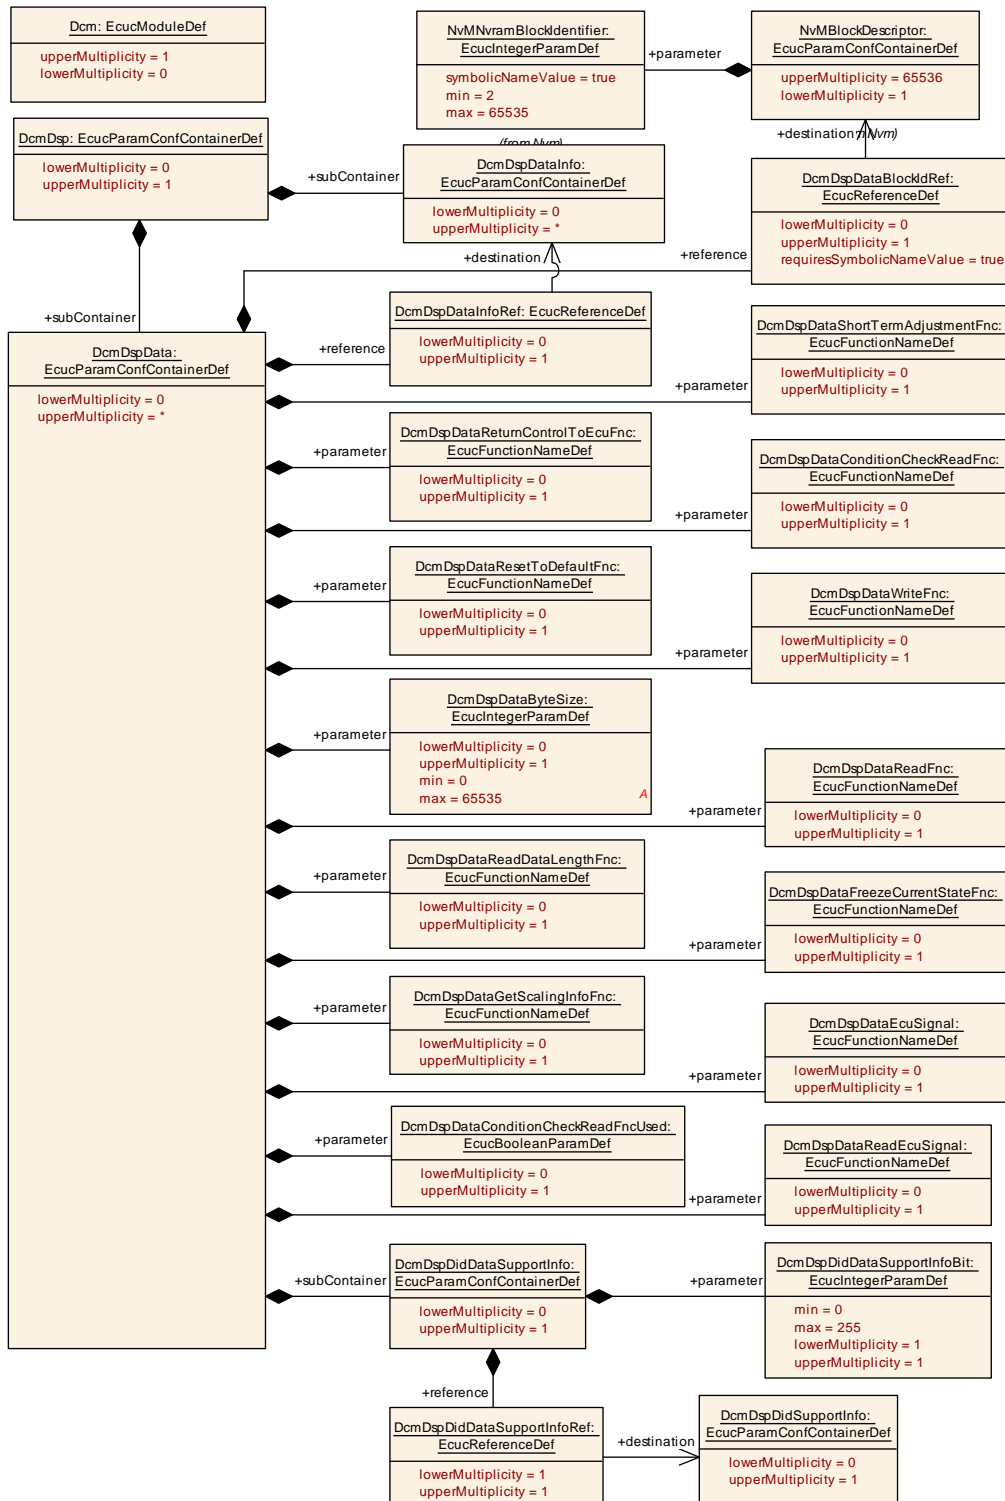 Dcm: EcucModuleDef
upperMultiplicity = 1
lowerMultiplicity = 0
NvMNvramBlockIdentifier:
EcucIntegerParamDef
symbolicNameValue = true
min = 2
max = 65535
+parameter
NvMBlockDescriptor:
EcucParamConfContainerDef
upperMultiplicity = 65536
lowerMultiplicity = 1
DcmDsp: EcucParamConfContainerDef
lowerMultiplicity = 0
upperMultiplicity = 1
(from Nvm)
+destination
Nvm)
+subContainer
DcmDspDataInfo:
EcucParamConfContainerDef
lowerMultiplicity = 0
upperMultiplicity = *
DcmDspDataBlockIdRef:
EcucReferenceDef
lowerMultiplicity = 0
upperMultiplicity = 1
requiresSymbolicNameValue = true
+destination
+reference
+subContainer
DcmDspData:
EcucParamConfContainerDef
lowerMultiplicity = 0
upperMultiplicity = *
+reference
DcmDspDataInfoRef: EcucReferenceDef
lowerMultiplicity = 0
upperMultiplicity = 1
DcmDspDataShortTermAdjustmentFnc:
EcucFunctionNameDef
lowerMultiplicity = 0
upperMultiplicity = 1
+parameter
+parameter
DcmDspDataReturnControlToEcuFnc:
EcucFunctionNameDef
lowerMultiplicity = 0
upperMultiplicity = 1
DcmDspDataConditionCheckReadFnc:
EcucFunctionNameDef
lowerMultiplicity = 0
upperMultiplicity = 1
+parameter
+parameter
DcmDspDataResetToDefaultFnc:
EcucFunctionNameDef
lowerMultiplicity = 0
upperMultiplicity = 1
DcmDspDataWriteFnc:
EcucFunctionNameDef
lowerMultiplicity = 0
upperMultiplicity = 1
+parameter
+parameter
DcmDspDataByteSize:
EcucIntegerParamDef
lowerMultiplicity = 0
upperMultiplicity = 1
min = 0
max = 65535
A
DcmDspDataReadFnc:
EcucFunctionNameDef
lowerMultiplicity = 0
upperMultiplicity = 1
+parameter
+parameter
DcmDspDataReadDataLengthFnc:
EcucFunctionNameDef
lowerMultiplicity = 0
upperMultiplicity = 1
DcmDspDataFreezeCurrentStateFnc:
EcucFunctionNameDef
lowerMultiplicity = 0
upperMultiplicity = 1
+parameter
+parameter
DcmDspDataGetScalingInfoFnc:
EcucFunctionNameDef
lowerMultiplicity = 0
upperMultiplicity = 1
DcmDspDataEcuSignal:
EcucFunctionNameDef
lowerMultiplicity = 0
upperMultiplicity = 1
+parameter
+parameter
DcmDspDataConditionCheckReadFncUsed:
EcucBooleanParamDef
lowerMultiplicity = 0
upperMultiplicity = 1
DcmDspDataReadEcuSignal:
EcucFunctionNameDef
lowerMultiplicity = 0
upperMultiplicity = 1
+parameter
+subContainer
DcmDspDidDataSupportInfo:
EcucParamConfContainerDef
lowerMultiplicity = 0
upperMultiplicity = 1
+parameter
DcmDspDidDataSupportInfoBit:
EcucIntegerParamDef
min = 0
max = 255
lowerMultiplicity = 1
upperMultiplicity = 1
+reference
DcmDspDidDataSupportInfoRef:
EcucReferenceDef
lowerMultiplicity = 1
upperMultiplicity = 1
+destination
DcmDspDidSupportInfo:
EcucParamConfContainerDef
lowerMultiplicity = 0
upperMultiplicity = 1